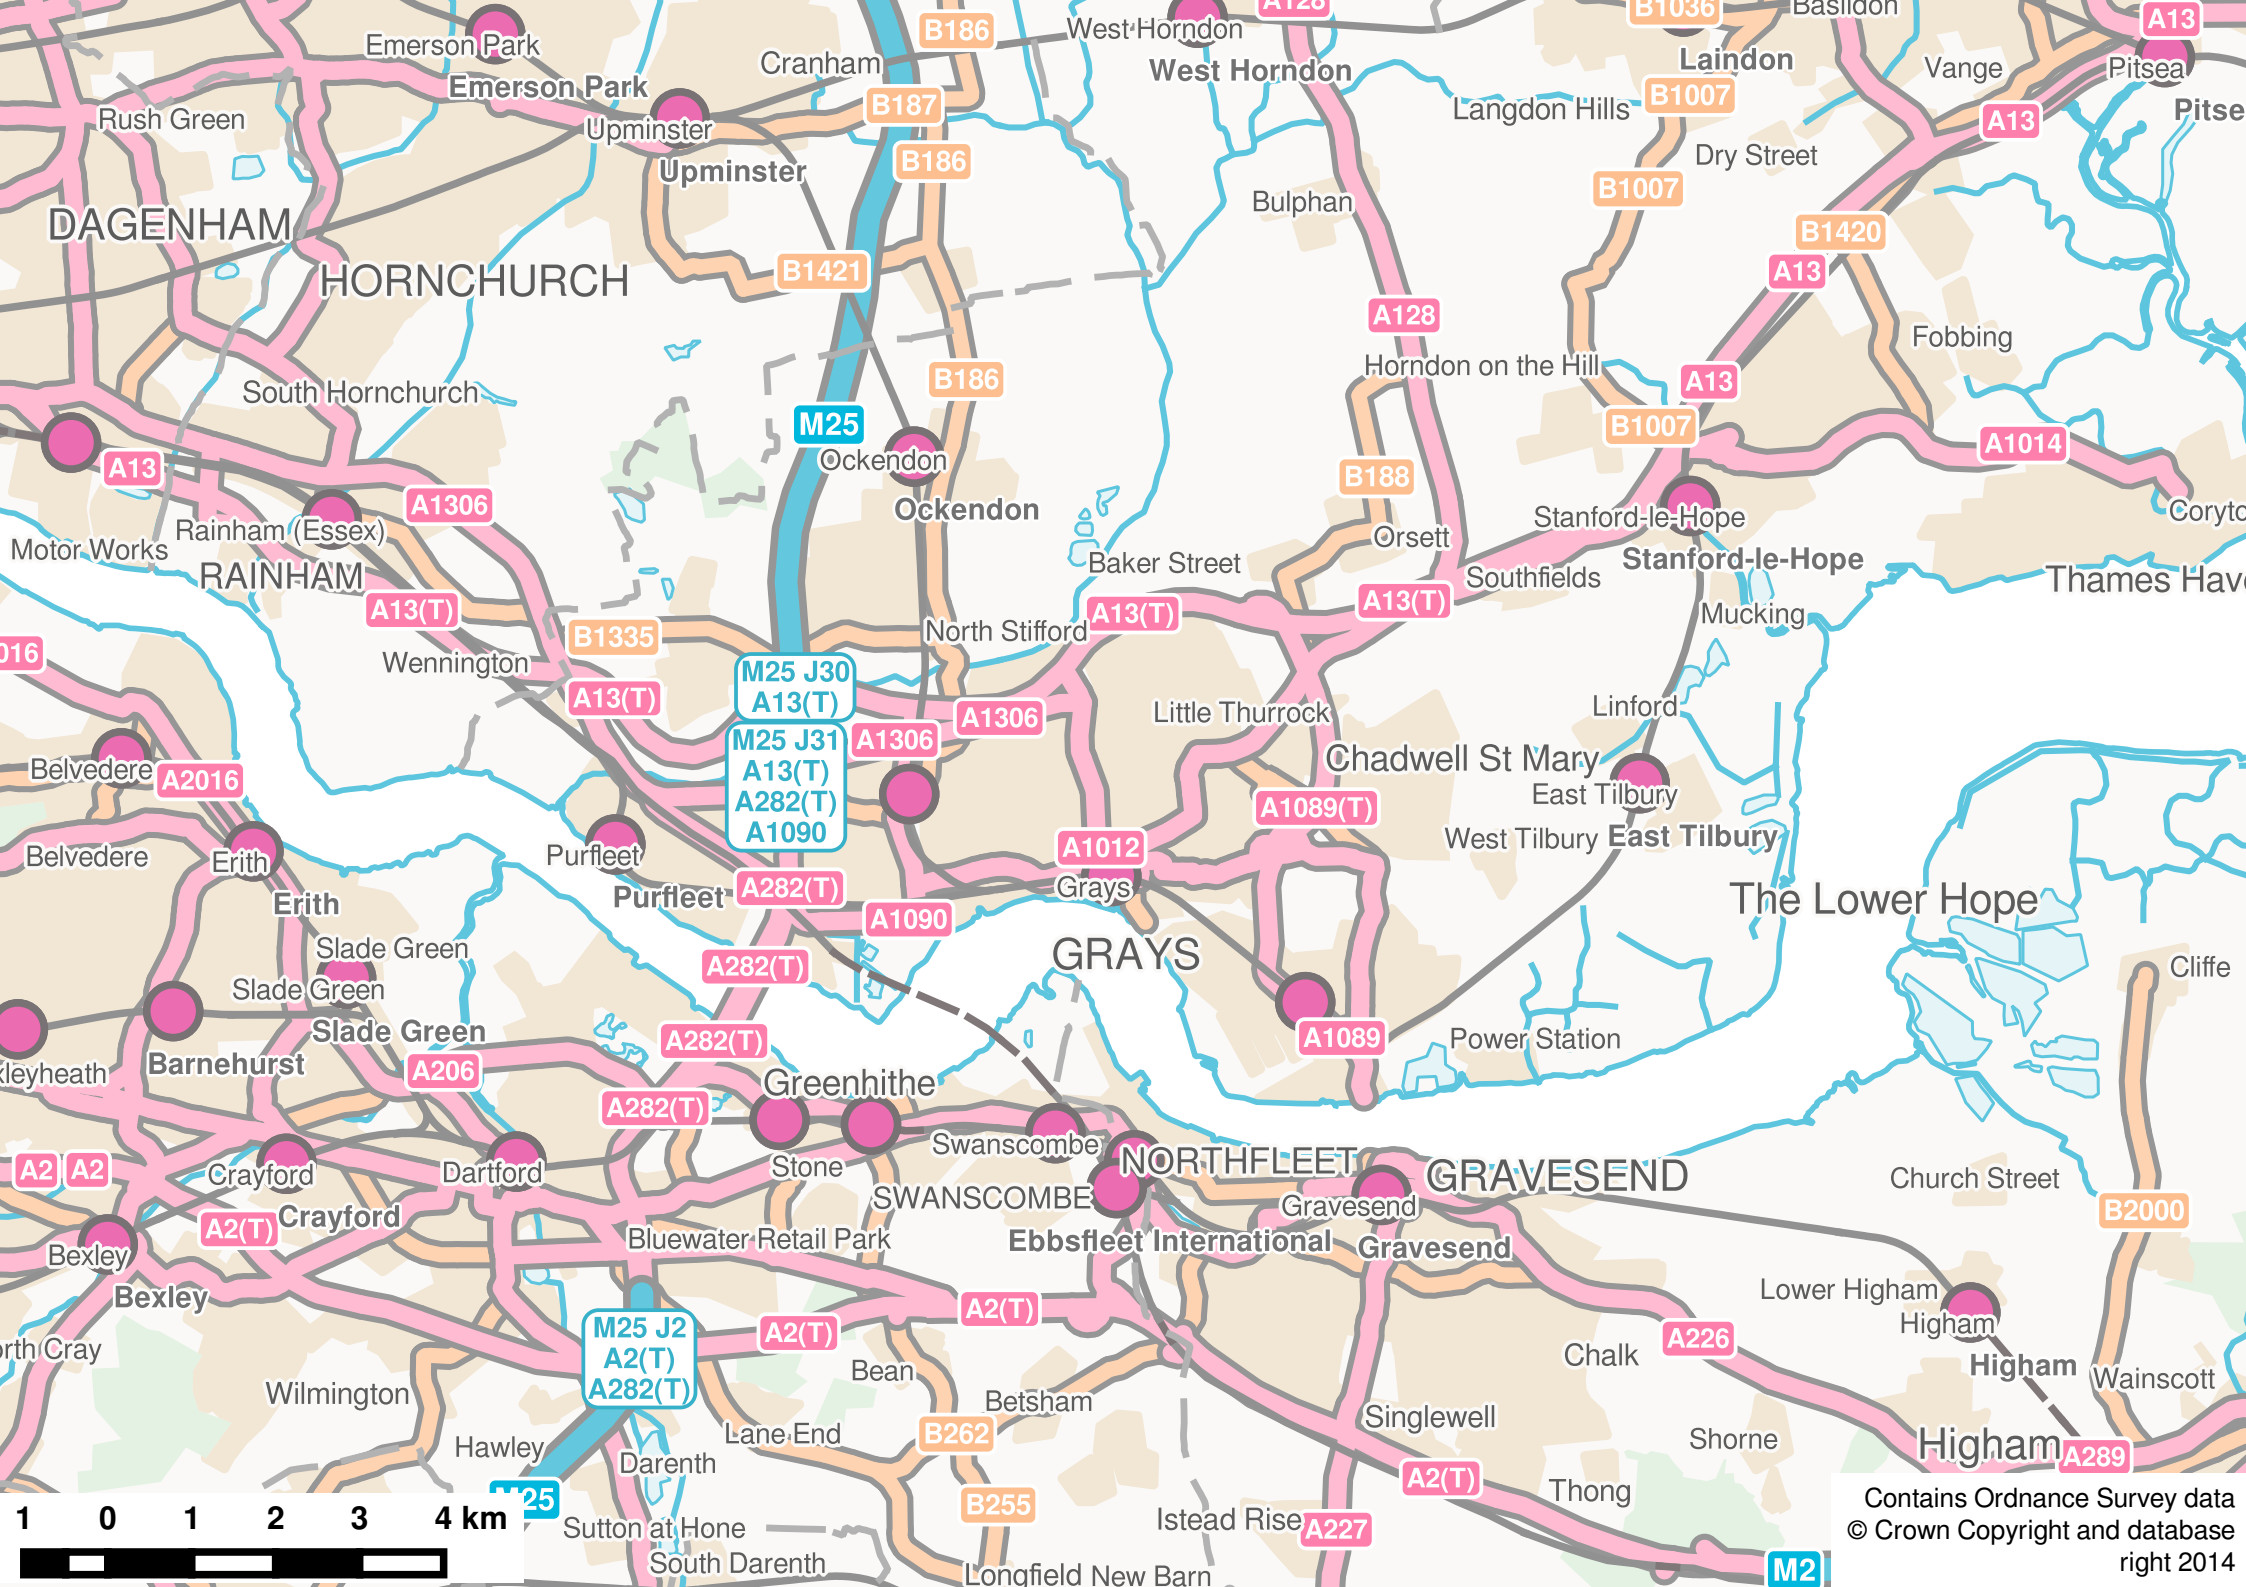 B186
West Horndon
A128
B1036
Basildon
A13
Emerson Park
Cranham
West Horndon
Laindon
Vange
Pitsea
Emerson Park
B187
Langdon Hills
B1007
A13
Rush Green
Upminster
B186
Dry Street
Upminster
B1007
DAGENHAM
Bulphan
B1420
HORNCHURCH
B1421
A13
A128
Fobbing
South Hornchurch
B186
Horndon on the Hill
A13
M25
B1007
A13
Ockendon
B188
A1014
A1306
Ockendon
Motor Works
Rainham (Essex)
Orsett
Stanford-le-Hope
RAINHAM
Baker Street
Stanford-le-Hope
A13(T)
Southfields
Thames Hav
A13(T)
A13(T)
B1335
North Stifford
Mucking
Wennington
M25 J30
A13(T)
A13(T)
A1306
Little Thurrock
Linford
M25 J31
A13(T)
A282(T)
A1090
A1306
Chadwell St Mary
Belvedere
A2016
East Tilbury
A1089(T)
West Tilbury
East Tilbury
Belvedere
Erith
Purfleet
A1012
Grays
Purfleet
A282(T)
The Lower Hope
Erith
A1090
Slade Green
A282(T)
GRAYS
Cliffe
Slade Green
Slade Green
A282(T)
A1089
Power Station
Barnehurst
A206
Greenhithe
A282(T)
Swanscombe
NORTHFLEET
GRAVESEND
A2
A2
Crayford
Dartford
Stone
SWANSCOMBE
Gravesend
Church Street
B2000
A2(T)
Crayford
Bluewater Retail Park
Ebbsfleet International
Gravesend
Bexley
Bexley
Lower Higham
A2(T)
Higham
M25 J2
A2(T)
A282(T)
A2(T)
A226
Chalk
Higham
Bean
Wainscott
Wilmington
Betsham
Singlewell
Lane End
B262
Shorne
Higham
A289
Hawley
Darenth
A2(T)
Thong
M25
B255
Istead Rise
A227
Sutton at Hone
South Darenth
Longfield
New Barn
M2
1 0 1 2 3 4 km
Contains Ordnance Survey data
© Crown Copyright and database
right 2014